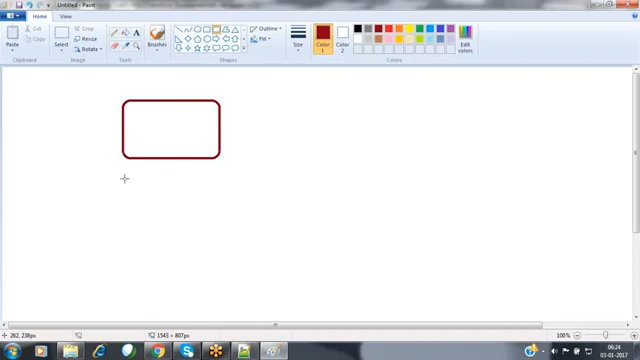 Untitled - Paint
Home View
Paste
Cut
Copy
Clipboard
Select
Crop
Resize
Rotate
Image
Tools
Brushes
Shapes
Outline
Fill
Size
Color
1
Color
2
Colors
Edit
colors
262, 238px
1543 × 807px
100%
06:24
03-01-2017